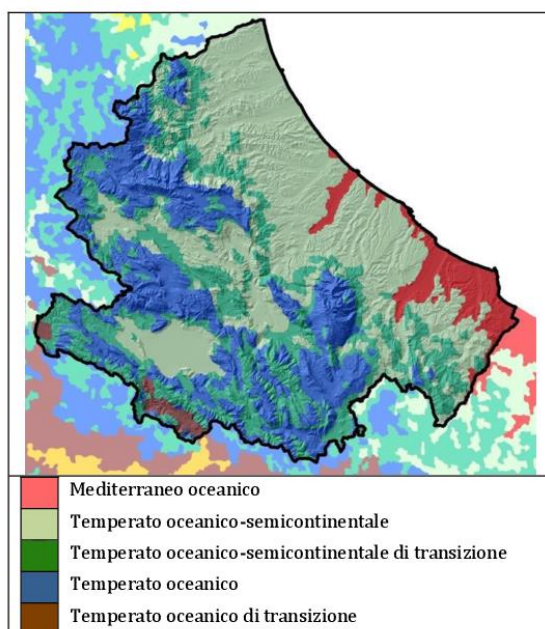 Mediterraneo oceanico
Temperato oceanico-semicontinentale
Temperato oceanico-semicontinentale di transizione
Temperato oceanico
Temperato oceanico di transizione